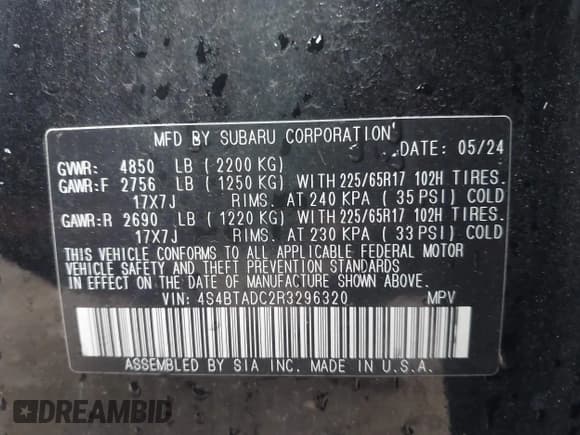 MFD BY SUBARU CORPORATION
DATE: 05/24
GVWR: 4850 LB (2200 KG)
GAWR:F 2756 LB (1250 KG) WITH 225/65R17 102H TIRES.
17X7J RIMS. AT 240 KPA (35 PSI) COLD
GAWR:R 2690 LB (1220 KG) WITH 225/65R17 102H TIRES.
17X7J RIMS. AT 230 KPA (33 PSI) COLD
THIS VEHICLE CONFORMS TO ALL APPLICABLE FEDERAL MOTOR
VEHICLE SAFETY AND THEFT PREVENTION STANDARDS
IN EFFECT ON THE DATE OF MANUFACTURE SHOWN ABOVE.
VIN: 4S4BTADC2R3296320 MPV
ASSEMBLED BY SIA INC. MADE IN U.S.A.
DREAMBID